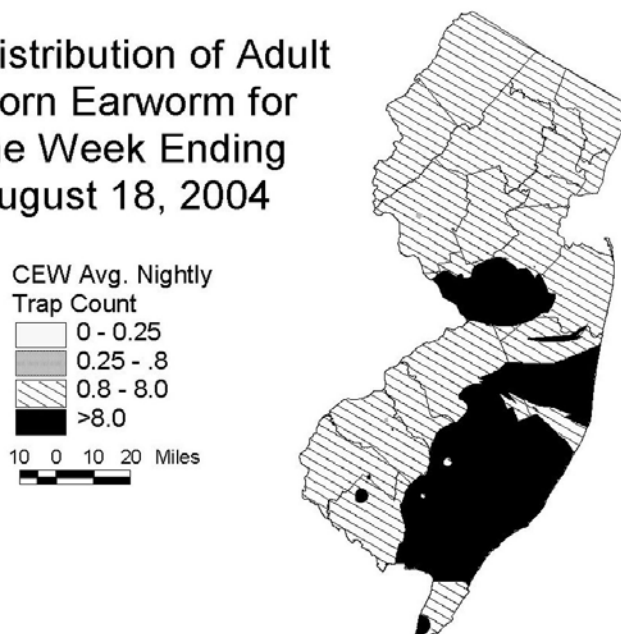 istribution of Adult
orn Earworm for
e Week Ending
ugust 18, 2004
CEW Avg. Nightly
Trap Count
0 - 0.25
0.25 - .8
0.8 - 8.0
>8.0
10 0 10 20 Miles